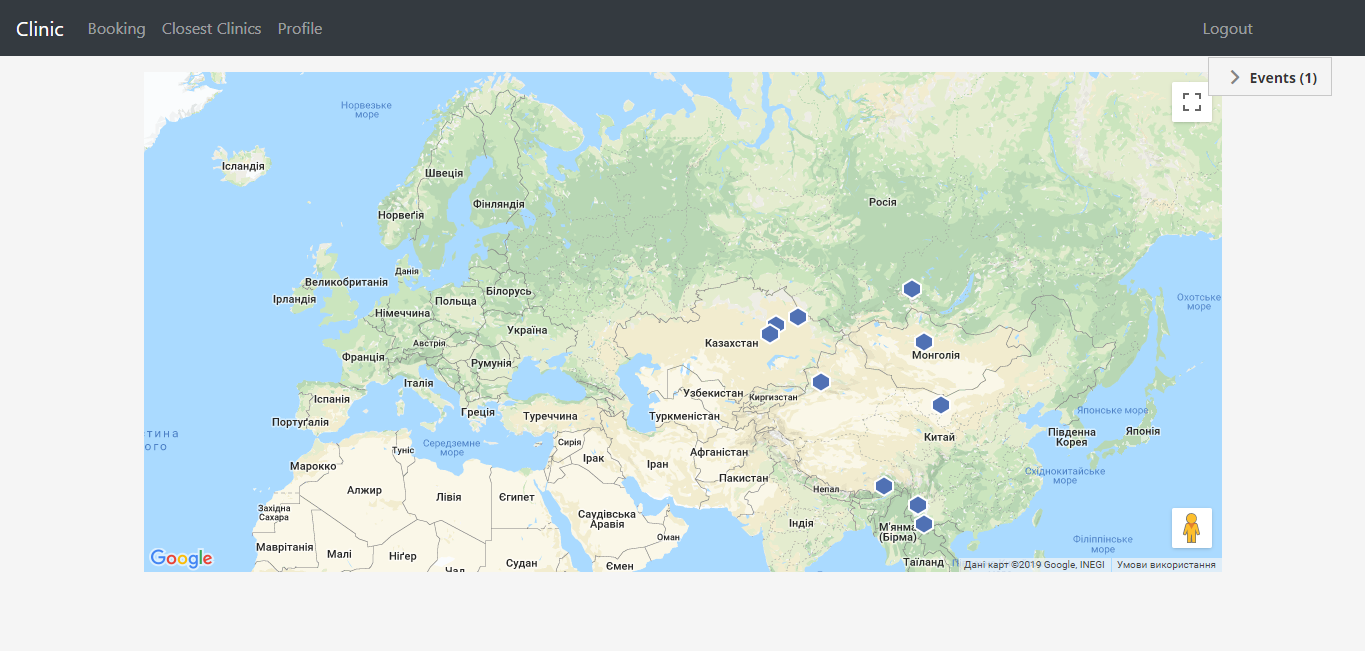 Clinic Booking Closest Clinics Profile Logout
Events (1)
Норвезьке
море
Ісландія
Швеція
Фінляндія
Норвегія
Росія
Данія
Великобританія
Ірландія
Білорусь
Польща
Німеччина
Україна
Австрія
Франція
Румунія
Італія
Іспанія
Португалія
Греція
Туреччина
Казахстан
Узбекистан
Киргизстан
Туркменістан
Монголія
Охотське
море
Китай
Японське море
Південна
Корея
Японія
Східнокитайське
море
тина
ого
Середземне
море
Туніс
Марокко
Сирія
Ірак
Іран
Афганістан
Пакистан
Непал
Алжир
Лівія
Єгипет
Західна
Сахара
Саудівська
Аравія
Оман
Індія
М'янма
(Бірма)
Філіппінське
море
Мавританія
Малі
Нігер
Чад
Судан
Ємен
Таїланд
Google
Дані карт ©2019 Google, INEGI Умови використання